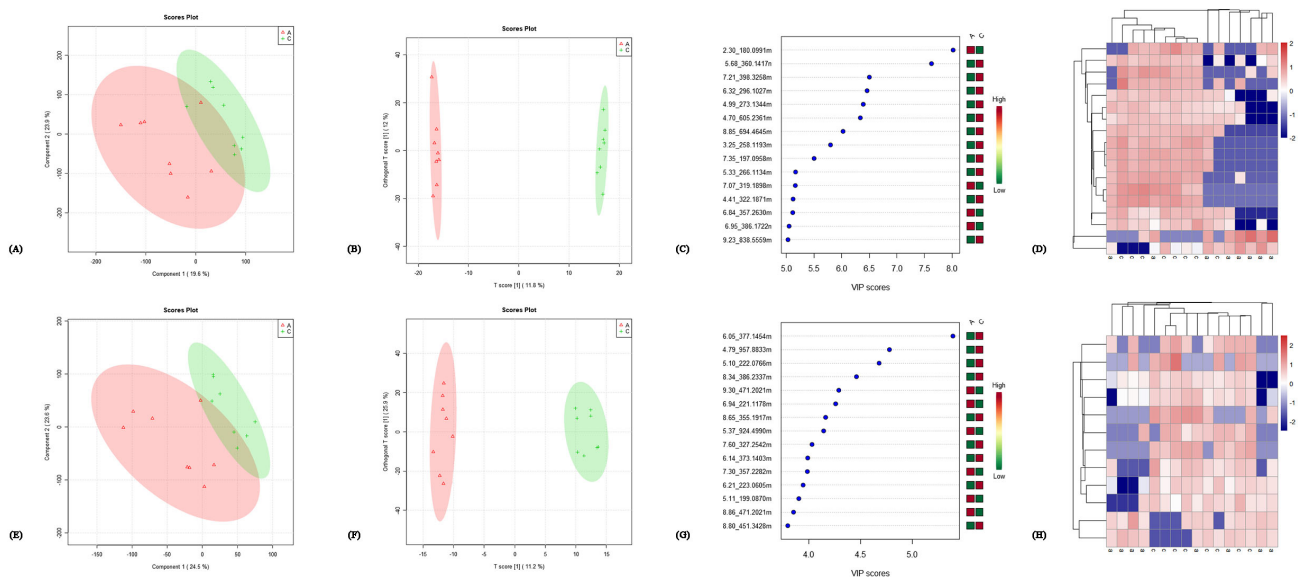 Scores Plot
A
C
Component 2 ( 23.9 %)
200
100
0
-100
-200
-200
-100
0
100
Component 1 ( 19.6 %)
(A)
Scores Plot
A
C
Orthogonal T score [1] ( 12 %)
40
20
0
-20
-40
-20
-10
0
10
20
T score [1] ( 11.8 %)
(B)
2.30_180.0991m
5.68_360.1417n
7.21_398.3258m
6.32_296.1027m
4.99_273.1344m
4.70_605.2361m
8.85_694.4645m
3.25_258.1193m
7.35_197.0958m
5.33_266.1134m
7.07_319.1898m
4.41_322.1871m
6.84_357.2630m
6.95_386.1722n
9.23_838.5559m
5.0
5.5
6.0
6.5
7.0
7.5
8.0
VIP scores
A
C
High
Low
(C)
2
1
0
-1
-2
a
c
c
c
a
c
c
c
c
a
c
a
a
a
a
(D)
Scores Plot
A
C
Component 2 ( 23.6 %)
200
100
0
-100
-200
-150
-100
-50
0
50
100
Component 1 ( 24.5 %)
(E)
Scores Plot
A
C
Orthogonal T score [1] ( 25.9 %)
40
20
0
-20
-40
-15
-10
-5
0
5
10
15
T score [1] ( 11.2 %)
(F)
6.05_377.1454m
4.79_957.8833m
5.10_222.0766m
8.34_386.2337m
9.30_471.2021m
6.94_221.1178m
8.65_355.1917m
5.37_924.4990m
7.60_327.2542m
6.14_373.1403m
7.30_357.2282m
6.21_223.0605m
5.11_199.0870m
8.86_471.2021m
8.80_451.3428m
4.0
4.5
5.0
VIP scores
A
C
High
Low
(G)
2
1
0
-1
-2
a
a
a
a
c
c
c
a
c
c
c
c
c
a
a
(H)